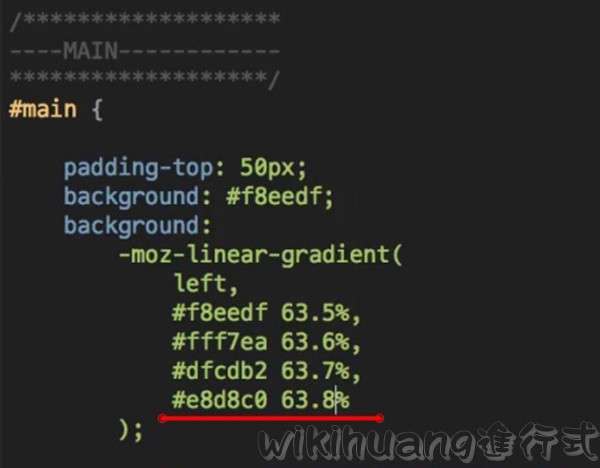 /*******************
----MAIN------------
*******************/
#main {
padding-top: 50px;
background: #f8eedf;
background:
-moz-linear-gradient(
left,
#f8eedf 63.5%,
#fff7ea 63.6%,
#dfcdb2 63.7%,
#e8d8c0 63.8%
);
wikihuang進行式